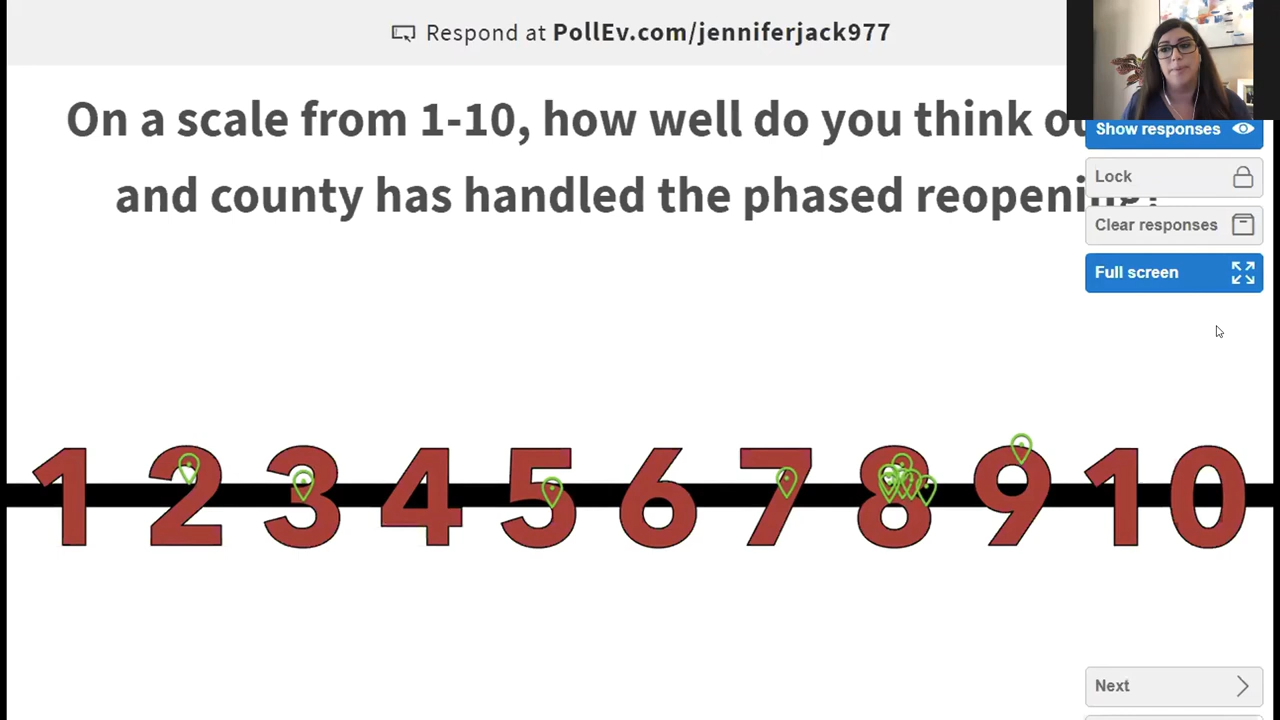 Respond at PollEv.com/jenniferjack977
On a scale from 1-10, how well do you think
and county has handled the phased reopening?
Show responses
Lock
Clear responses
Full screen
1 2 3 4 5 6 7 8 9 10
Next